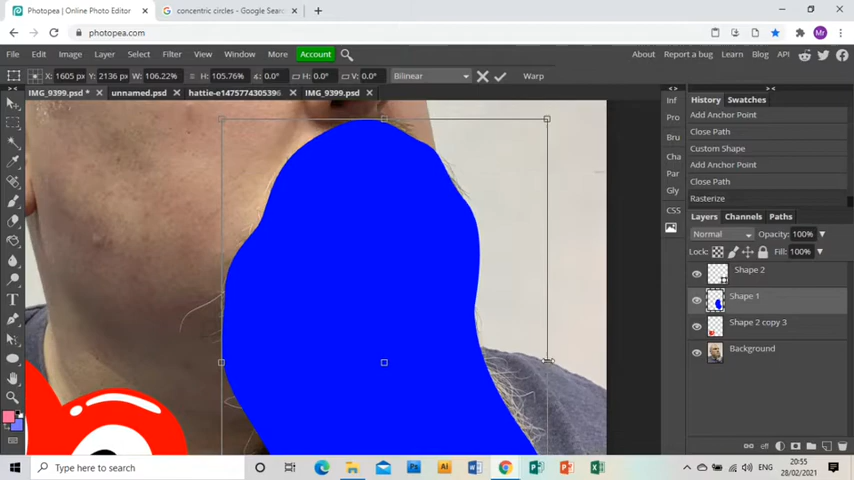 Photopea | Online Photo Editor
concentric.circles - Google Sear
photopea.com
Mr
File Edit Image Layer Select Filter View Window More Account
About Report a bug Learn Blog API
X: 1605 px Y: 2136 px W: 106.22% H: 105.76% 0.0° H: 0.0° V: 0.0° Bilinear Warp
IMG_9399.psd * unnamed.psd hattie-e147577430539 IMG_9399.psd
Inf
Pro
Bru
Cha
Par
Gly
CSS
History Swatches
Add Anchor Point
Close Path
Custom Shape
Add Anchor Point
Close Path
Rasterize
Layers Channels Paths
Normal Opacity: 100%
Lock: Fill: 100%
Shape 2
Shape 1
Shape 2 copy 3
Background
T
Type here to search
Ps
Ai
ENG
20:55
28/02/2021